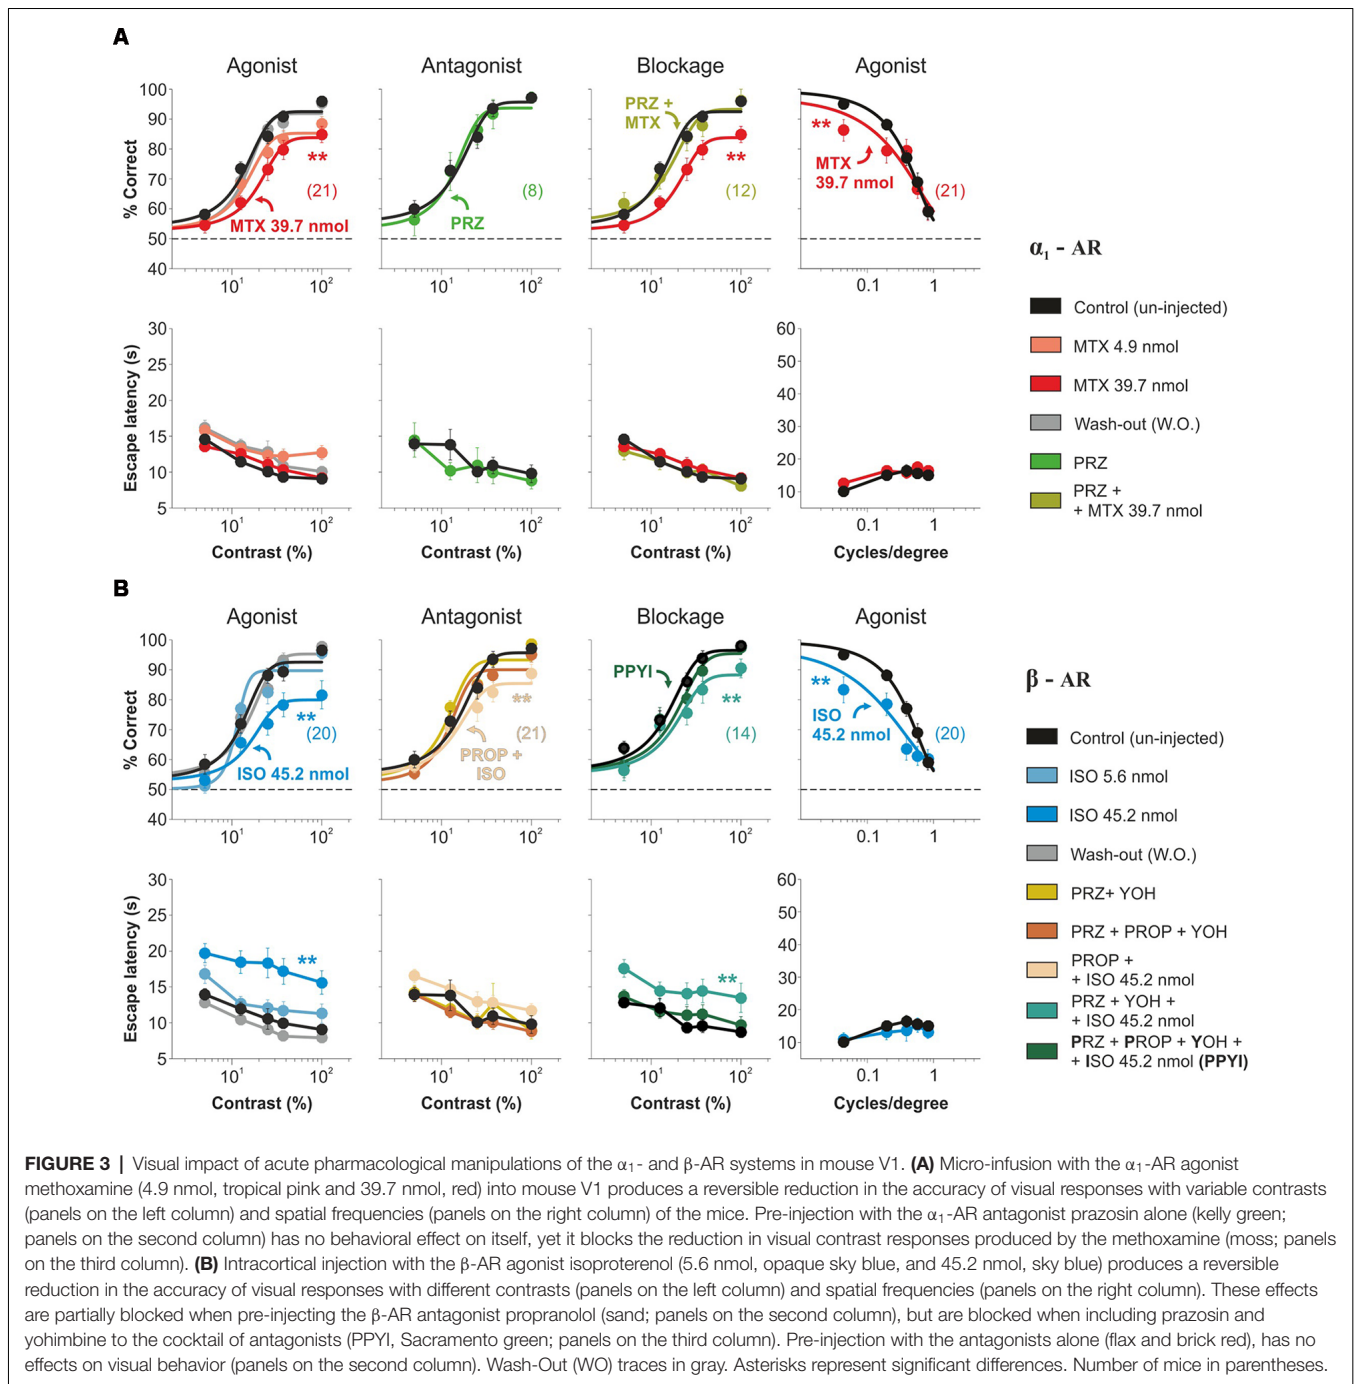 A
Agonist
Antagonist
Blockage
Agonist
% Correct
100
90
80
70
60
50
40
**
(21)
MTX 39.7 nmol
10¹
10²
(8)
PRZ
10¹
10²
PRZ +
MTX
**
(12)
10¹
10²
**
MTX
39.7 nmol
(21)
0.1
1
Escape latency (s)
30
25
20
15
10
5
10¹
10²
Contrast (%)
10¹
10²
Contrast (%)
10¹
10²
Contrast (%)
60
50
40
30
20
10
0.1
1
Cycles/degree
α₁ - AR
Control (un-injected)
MTX 4.9 nmol
MTX 39.7 nmol
Wash-out (W.O.)
PRZ
PRZ +
+ MTX 39.7 nmol
B
Agonist
Antagonist
Blockage
Agonist
% Correct
100
90
80
70
60
50
40
**
(20)
ISO 45.2 nmol
10¹
10²
**
(21)
PROP +
ISO
10¹
10²
PPYI
**
(14)
10¹
10²
**
ISO
45.2 nmol
(20)
0.1
1
Escape latency (s)
30
25
20
15
10
5
**
10¹
10²
Contrast (%)
10¹
10²
Contrast (%)
**
10¹
10²
Contrast (%)
60
50
40
30
20
10
0.1
1
Cycles/degree
β - AR
Control (un-injected)
ISO 5.6 nmol
ISO 45.2 nmol
Wash-out (W.O.)
PRZ+ YOH
PRZ + PROP + YOH
PROP +
+ ISO 45.2 nmol
PRZ + YOH +
+ ISO 45.2 nmol
PRZ + PROP + YOH +
+ ISO 45.2 nmol (PPYI)
FIGURE 3 | Visual impact of acute pharmacological manipulations of the α₁- and β-AR systems in mouse V1. (A) Micro-infusion with the α₁-AR agonist
methoxamine (4.9 nmol, tropical pink and 39.7 nmol, red) into mouse V1 produces a reversible reduction in the accuracy of visual responses with variable contrasts
(panels on the left column) and spatial frequencies (panels on the right column) of the mice. Pre-injection with the α₁-AR antagonist prazosin alone (kelly green;
panels on the second column) has no behavioral effect on itself, yet it blocks the reduction in visual contrast responses produced by the methoxamine (moss; panels
on the third column). (B) Intracortical injection with the β-AR agonist isoproterenol (5.6 nmol, opaque sky blue, and 45.2 nmol, sky blue) produces a reversible
reduction in the accuracy of visual responses with different contrasts (panels on the left column) and spatial frequencies (panels on the right column). These effects
are partially blocked when pre-injecting the β-AR antagonist propranolol (sand; panels on the second column), but are blocked when including prazosin and
yohimbine to the cocktail of antagonists (PPYI, Sacramento green; panels on the third column). Pre-injection with the antagonists alone (flax and brick red), has no
effects on visual behavior (panels on the second column). Wash-Out (WO) traces in gray. Asterisks represent significant differences. Number of mice in parentheses.